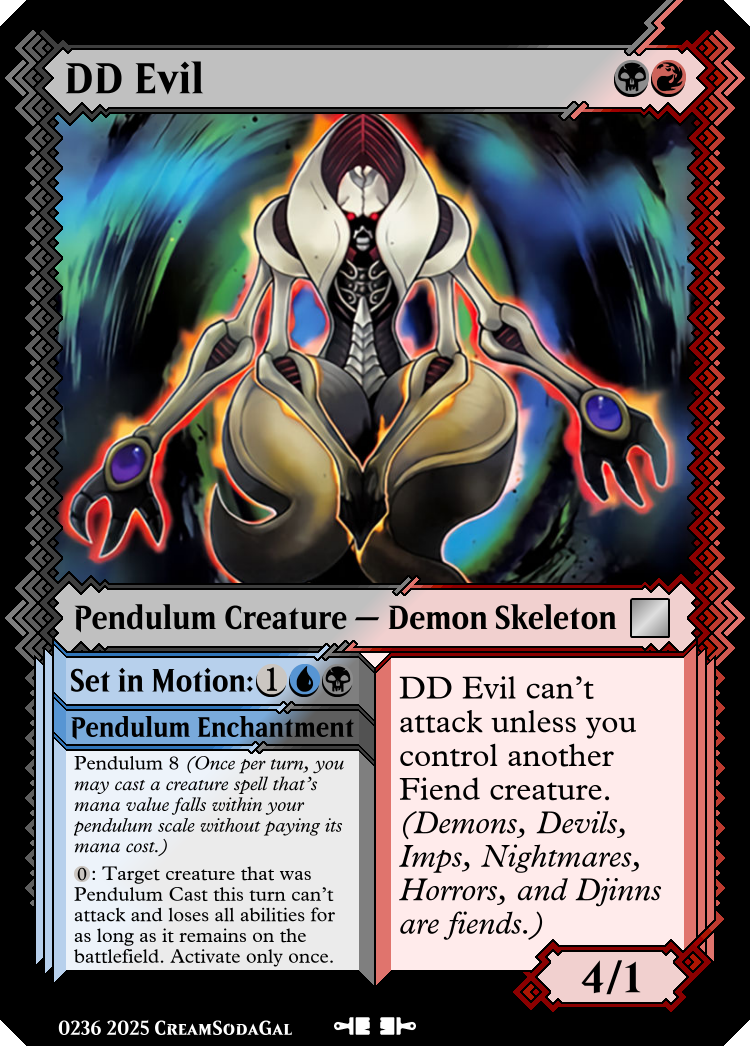 DD Evil
Pendulum Creature — Demon Skeleton
Set in Motion: 1
Pendulum Enchantment
Pendulum 8 (Once per turn, you
may cast a creature spell that's
mana value falls within your
pendulum scale without paying its
mana cost.)
0: Target creature that was
Pendulum Cast this turn can't
attack and loses all abilities for
as long as it remains on the
battlefield. Activate only once.
DD Evil can't
attack unless you
control another
Fiend creature.
(Demons, Devils,
Imps, Nightmares,
Horrors, and Djinns
are fiends.)
4/1
0236 2025 CreamSodaGal